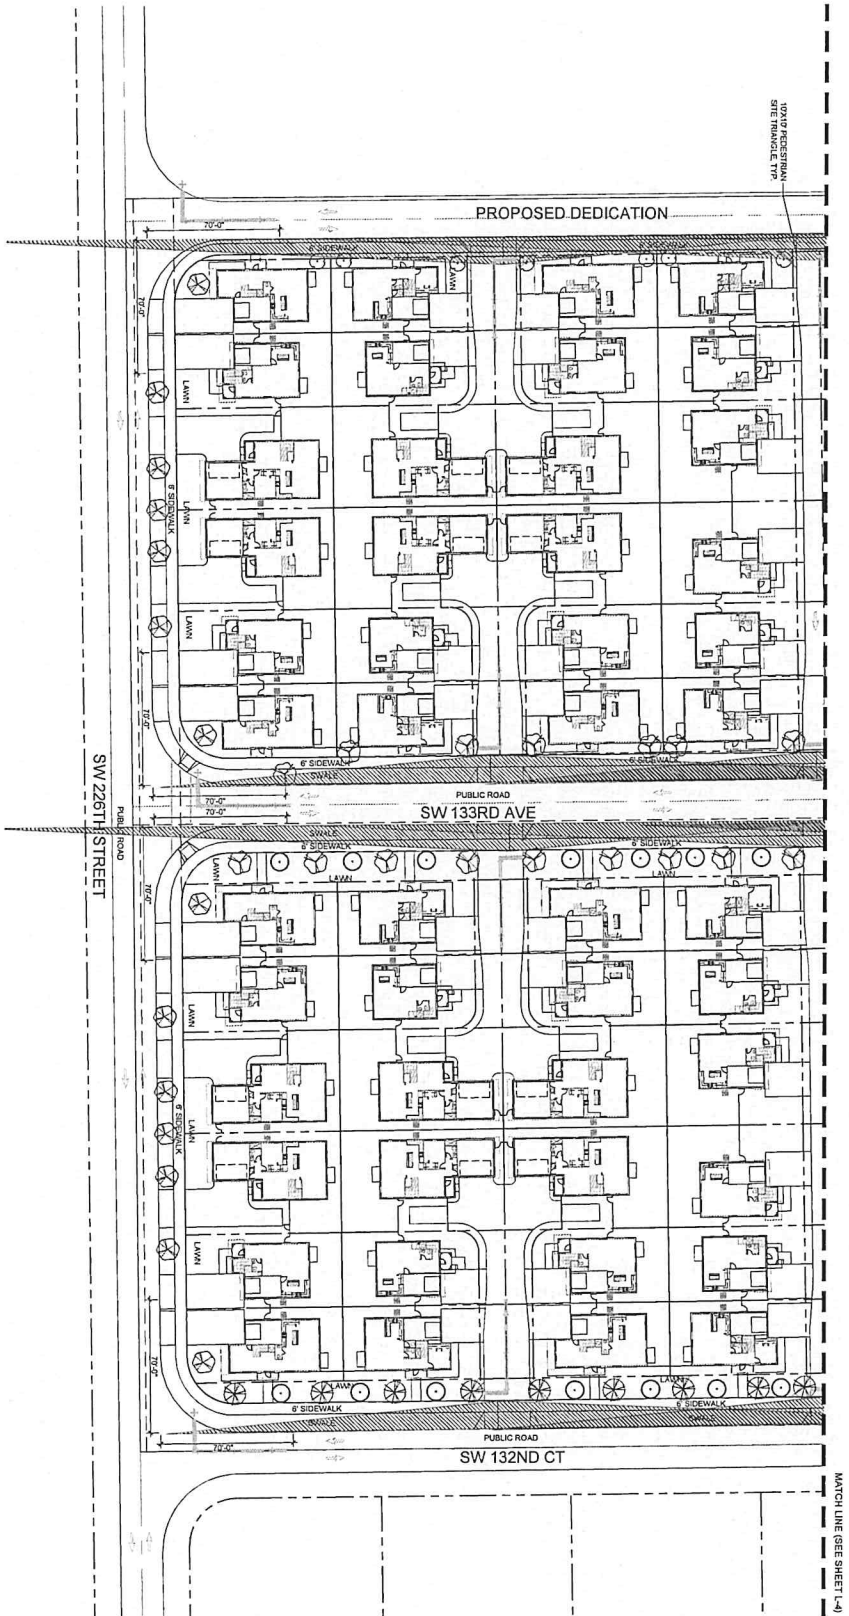 10'X10' PEDESTRIAN
SITE TRIANGLE, TYP.
PROPOSED DEDICATION
70'-0"
6' SIDEWALK
6' SIDEWALK
LAWN
70'-0"
LAWN
6' SIDEWALK
LAWN
LAWN
70'-0"
6' SIDEWALK
6' SIDEWALK
SWALE
PUBLIC ROAD
70'-0"
SW 133RD AVE
70'-0"
SW 226TH STREET
PUBLIC ROAD
SWALE
6' SIDEWALK
6' SIDEWALK
LAWN
LAWN
LAWN
70'-0"
LAWN
6' SIDEWALK
LAWN
LAWN
70'-0"
LAWN
LAWN
6' SIDEWALK
6' SIDEWALK
SWALE
SWALE
PUBLIC ROAD
70'-0"
SW 132ND CT
MATCH LINE (SEE SHEET L-4)